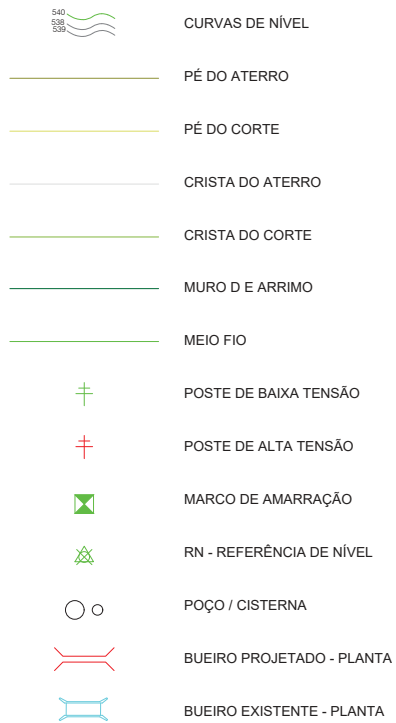 540
538
539
CURVAS DE NÍVEL
PÉ DO ATERRO
PÉ DO CORTE
CRISTA DO ATERRO
CRISTA DO CORTE
MURO D E ARRIMO
MEIO FIO
POSTE DE BAIXA TENSÃO
POSTE DE ALTA TENSÃO
MARCO DE AMARRAÇÃO
RN - REFERÊNCIA DE NÍVEL
POÇO / CISTERNA
BUEIRO PROJETADO - PLANTA
BUEIRO EXISTENTE - PLANTA